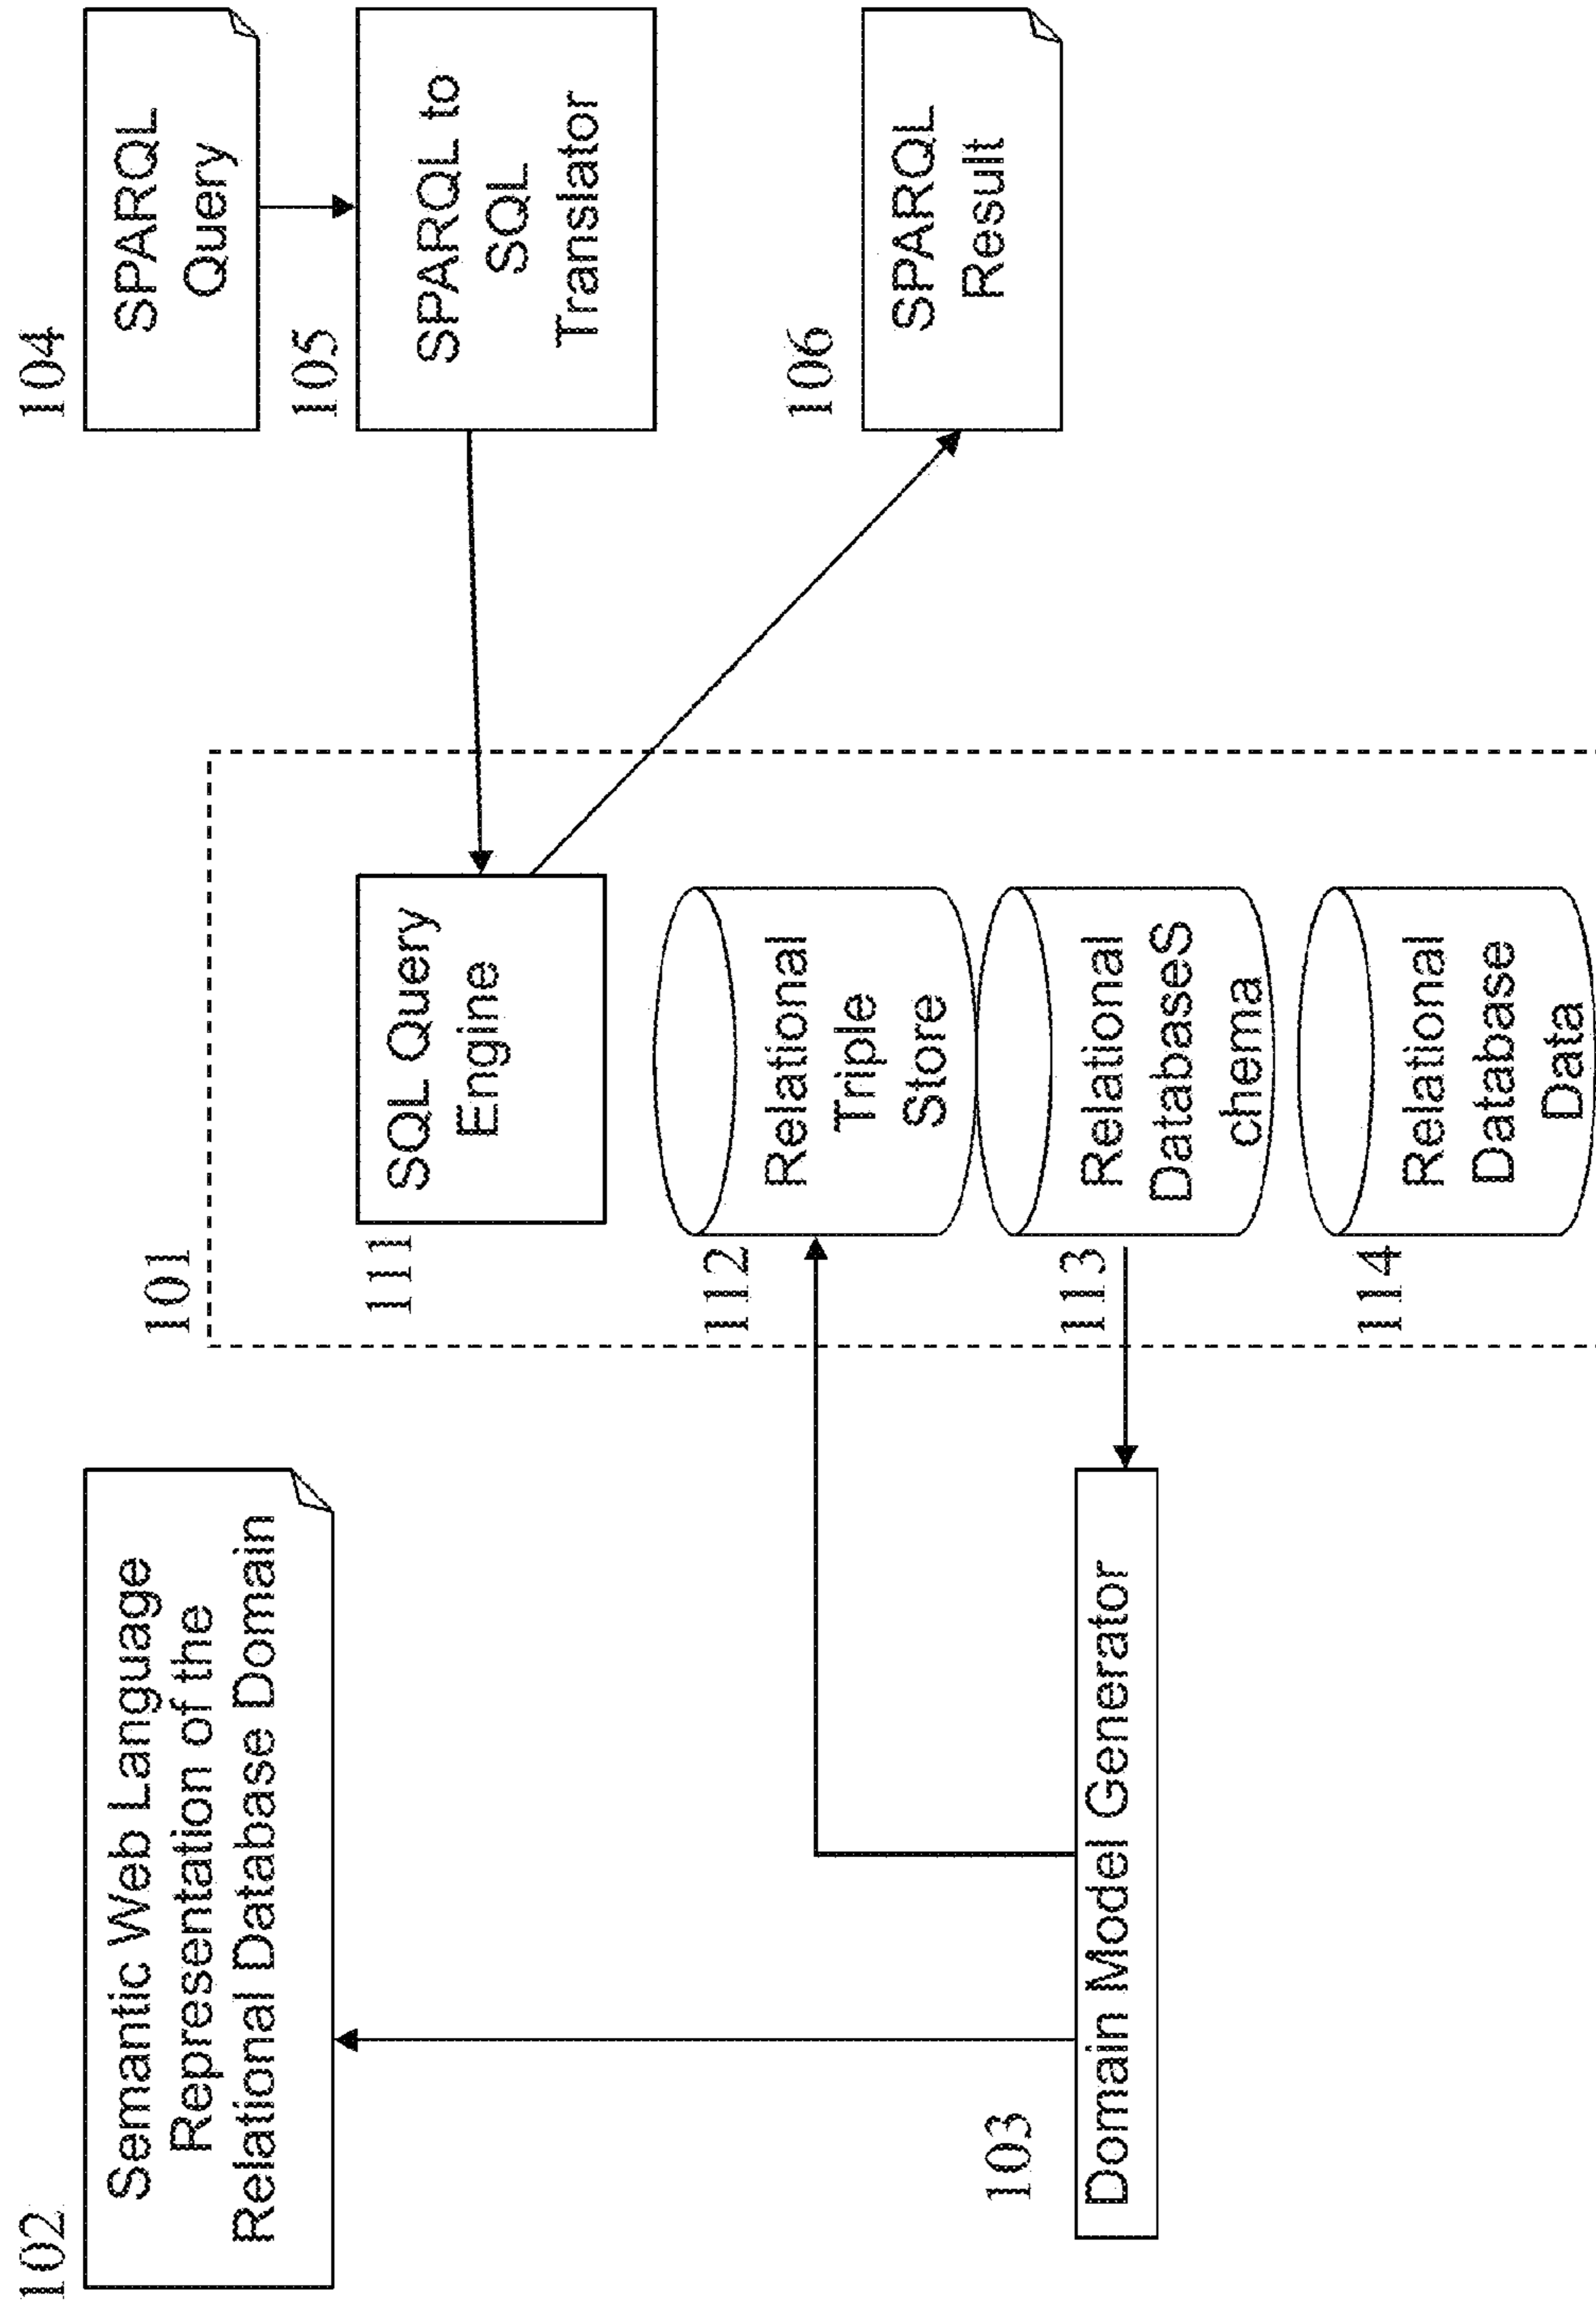 102
Semantic Web Language
Representation of the
Relational Database Domain
103
Domain Model Generator
101
111
SQL Query
Engine
112
Relational
Triple
Store
113
Relational
DatabaseS
chema
114
Relational
Database
Data
104
SPARQL
Query
105
SPARQL to
SQL
Translator
106
SPARQL
Result